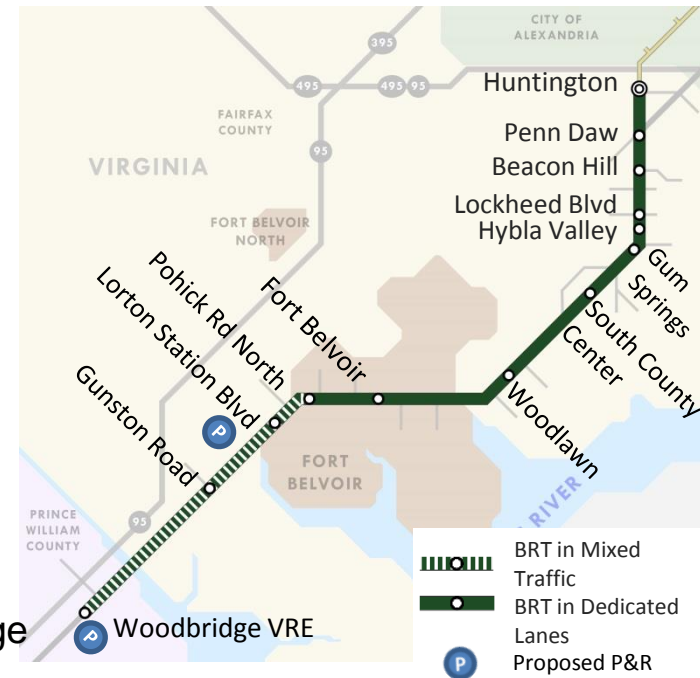 CITY OF
ALEXANDRIA
395
495
495 95
Huntington
FAIRFAX
COUNTY
Penn Daw
95
VIRGINIA
Beacon Hill
Lockheed Blvd
Hybla Valley
FORT BELVOIR
NORTH
Gum
Springs
Pohick Rd North
Fort Belvoir
South County
Center
Lorton Station Blvd
Woodlawn
Gunston Road
P
FORT
BELVOIR
RIVER
PRINCE
WILLIAM
COUNTY
95
BRT in Mixed
Traffic
BRT in Dedicated
Lanes
P Proposed P&R
ge
P Woodbridge VRE